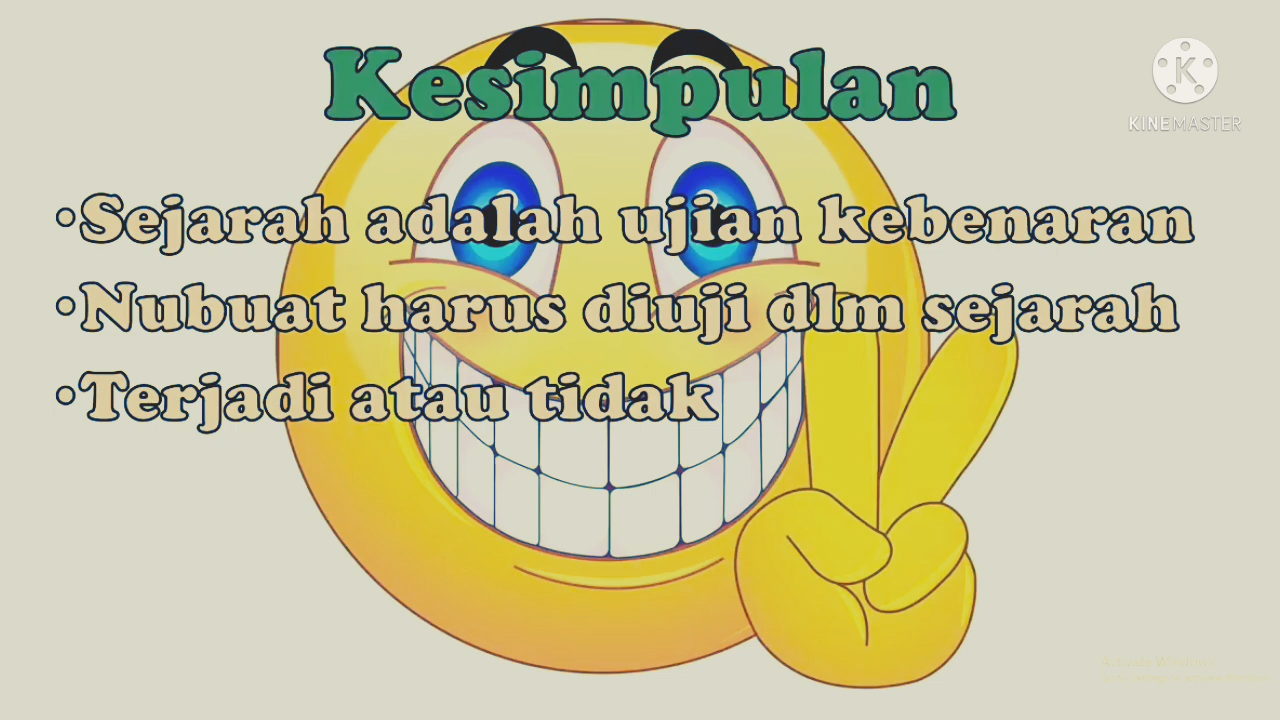 Kesimpulan
K
KINEMASTER
•Sejarah adalah ujian kebenaran
•Nubuat harus diuji dlm sejarah
•Terjadi atau tidak